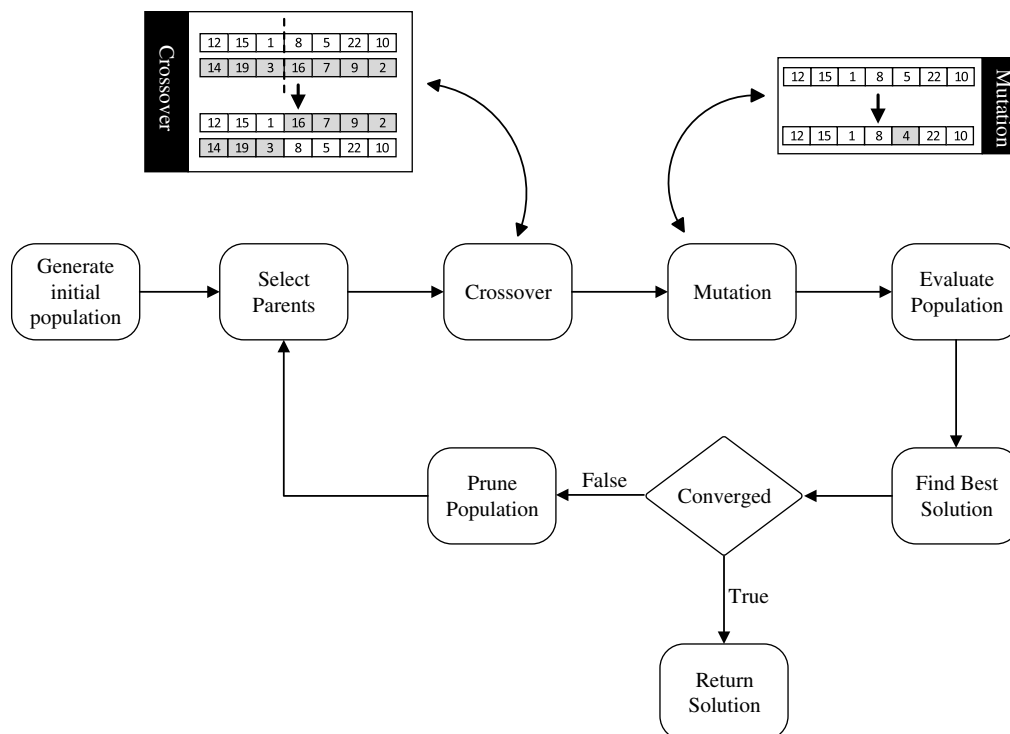 Crossover
12 15 1 8 5 22 10
14 19 3 16 7 9 2
12 15 1 16 7 9 2
14 19 3 8 5 22 10
Mutation
12 15 1 8 5 22 10
12 15 1 8 4 22 10
Generate
initial
population
Select
Parents
Crossover
Mutation
Evaluate
Population
Find Best
Solution
Converged
False
Prune
Population
True
Return
Solution